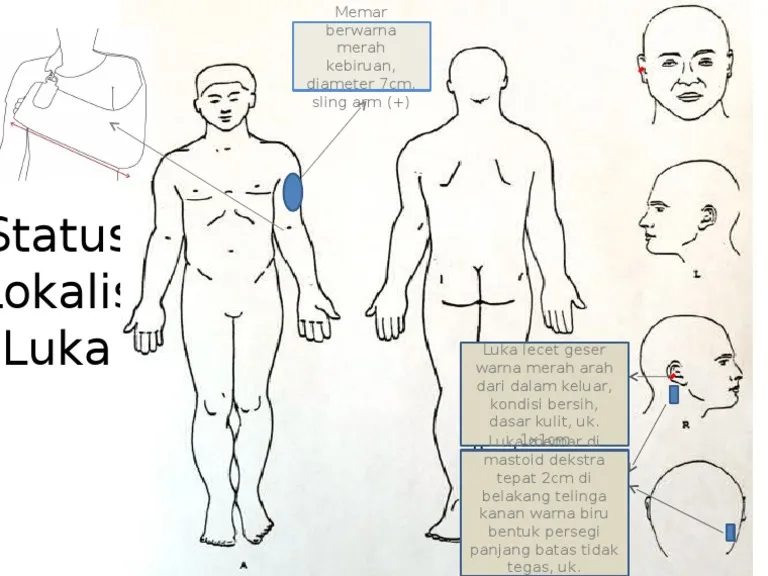 Memar
berwarna
merah
kebiruan,
diameter 7cm,
sling arm (+)
Status
Lokalis
Luka
L
Luka lecet geser
warna merah arah
dari dalam keluar,
kondisi bersih,
dasar kulit, uk.
1x1cm
Luka memar di
mastoid dekstra
tepat 2cm di
belakang telinga
kanan warna biru
bentuk persegi
panjang batas tidak
tegas, uk.
R
A